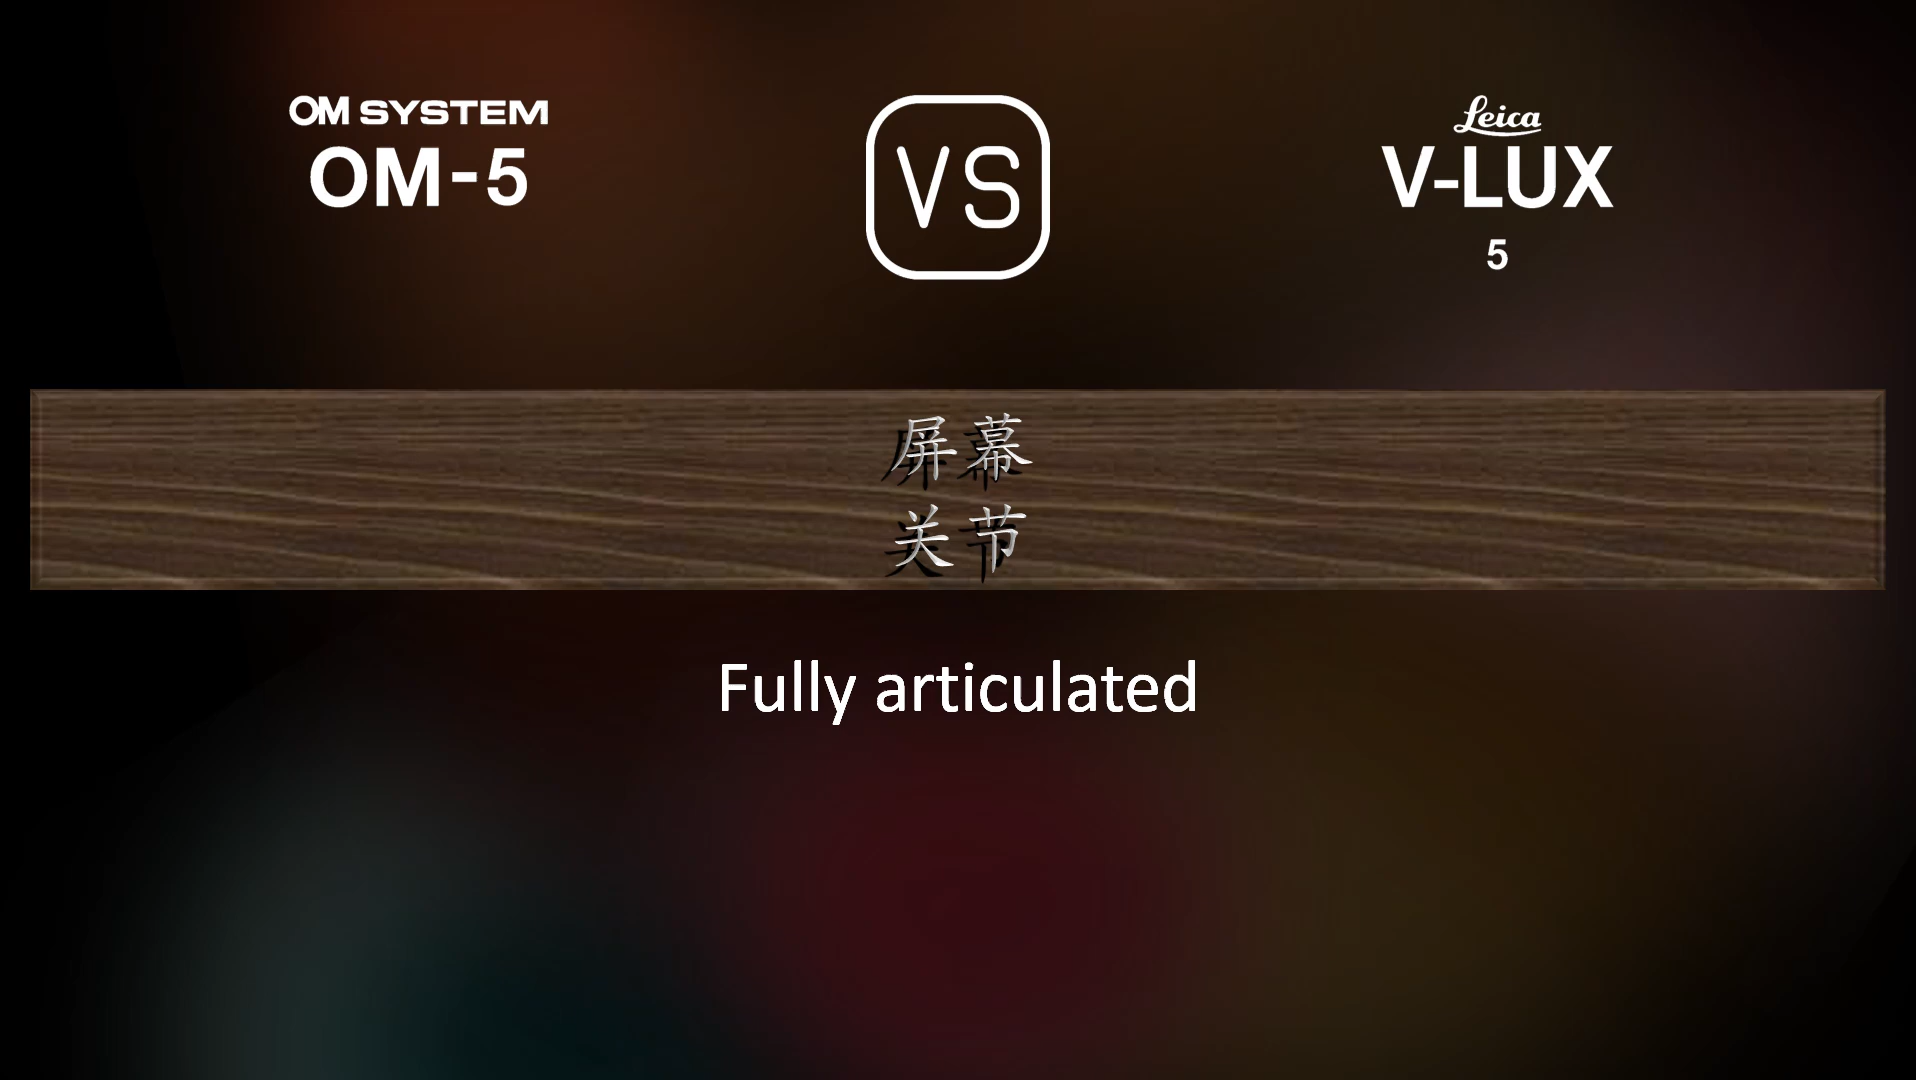 OM SYSTEM
OM-5
VS
Leica
V-LUX
5
屏幕
关节
Fully articulated